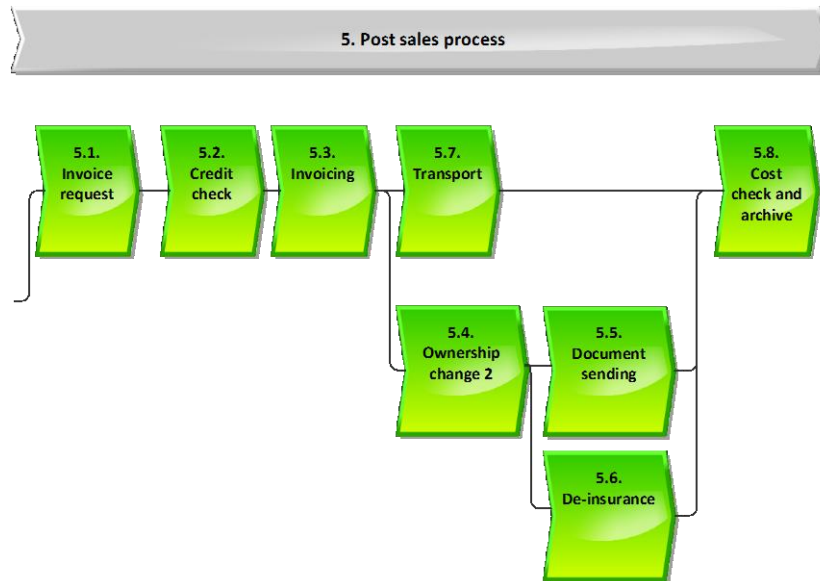 5. Post sales process
5.1.
Invoice
request
5.2.
Credit
check
5.3.
Invoicing
5.7.
Transport
5.8.
Cost
check and
archive
5.4.
Ownership
change 2
5.5.
Document
sending
5.6.
De-insurance